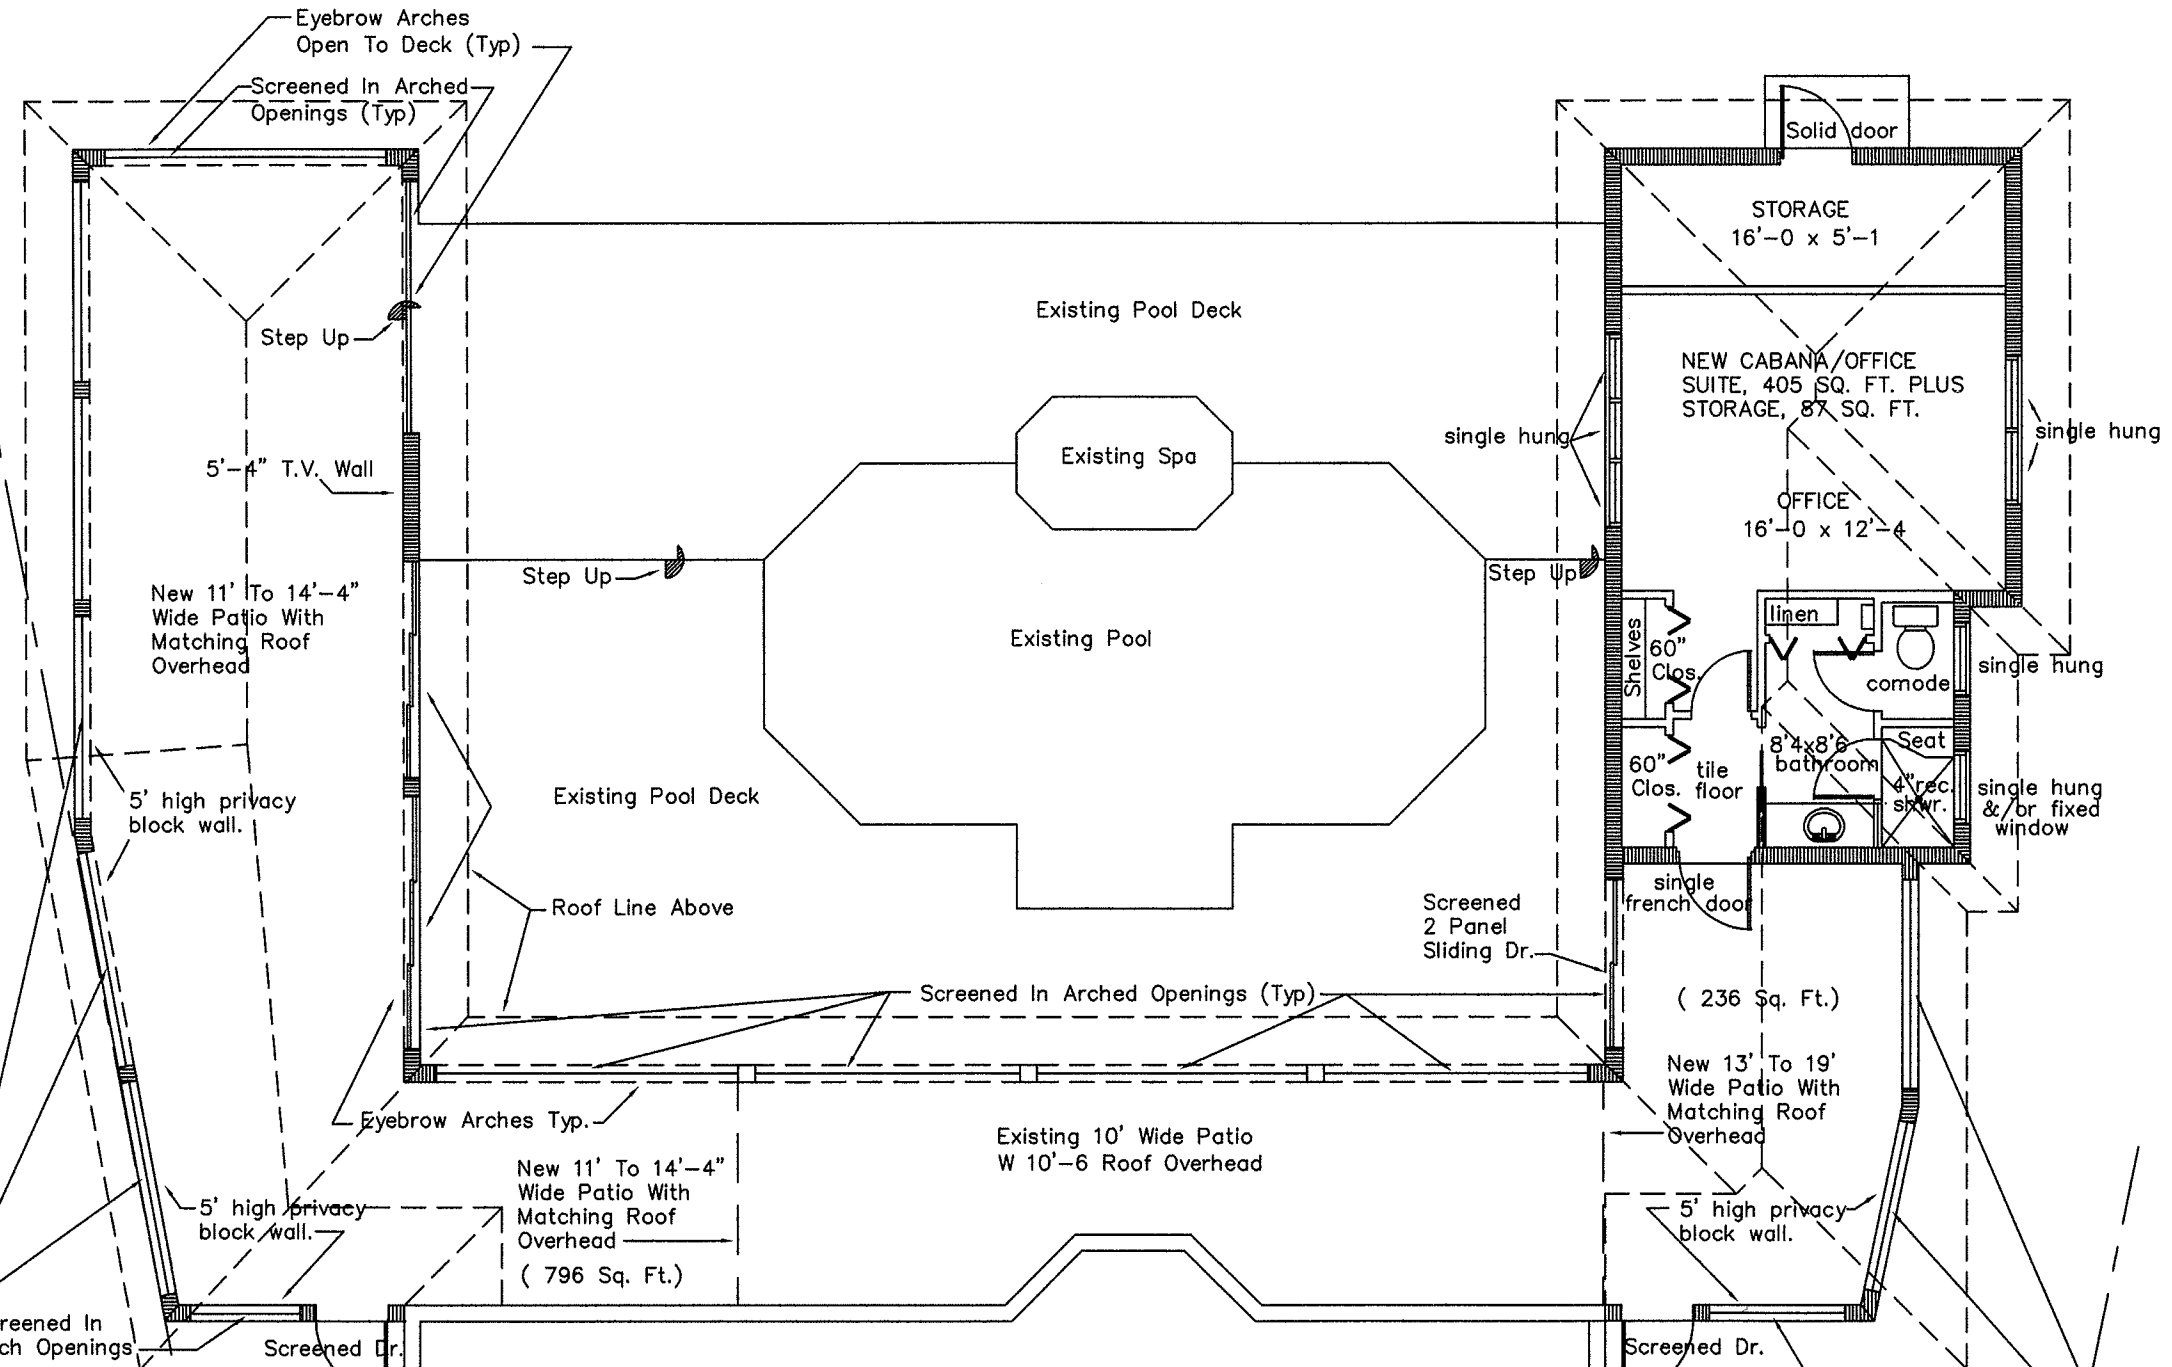 Eyebrow Arches
Open To Deck (Typ)
Screened In Arched
Openings (Typ)
Solid door
STORAGE
16'-0 x 5'-1
Existing Pool Deck
Step Up
NEW CABANA/OFFICE
SUITE, 405 SQ. FT. PLUS
STORAGE, 87 SQ. FT.
single hung
single hung
5'-4" T.V. Wall
Existing Spa
OFFICE
16'-0 x 12'-4
Step Up
Step Up
New 11' To 14'-4"
Wide Patio With
Matching Roof
Overhead
Existing Pool
linen
Shelves
60"
Clos.
comode
single hung
5' high privacy
block wall.
Existing Pool Deck
60"
Clos.
tile
floor
8'4x8'6
bathroom
Seat
4"rec.
shwr.
single hung
&/or fixed
window
Roof Line Above
single
french door
Screened
2 Panel
Sliding Dr.
Screened In Arched Openings (Typ)
( 236 Sq. Ft.)
New 13' To 19'
Wide Patio With
Matching Roof
Overhead
Eyebrow Arches Typ.
Existing 10' Wide Patio
W 10'-6 Roof Overhead
New 11' To 14'-4"
Wide Patio With
Matching Roof
Overhead
( 796 Sq. Ft.)
5' high privacy
block wall.
5' high privacy
block wall.
reened In
ch Openings
Screened Dr.
Screened Dr.